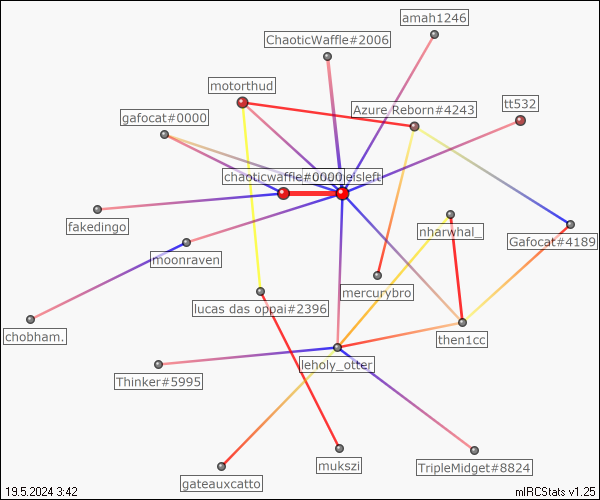 amah1246
ChaoticWaffle#2006
motorthud
Azure Reborn#4243
tt532
gafocat#0000
chaoticwaffle#0000
elsleft
fakedingo
nharwhal_
Gafocat#4189
moonraven
mercurybro
lucas das oppai#2396
chobham.
then1cc
leholy_otter
Thinker#5995
mukszi
TripleMidget#8824
gateauxcatto
19.5.2024 3:42
mIRCStats v1.25